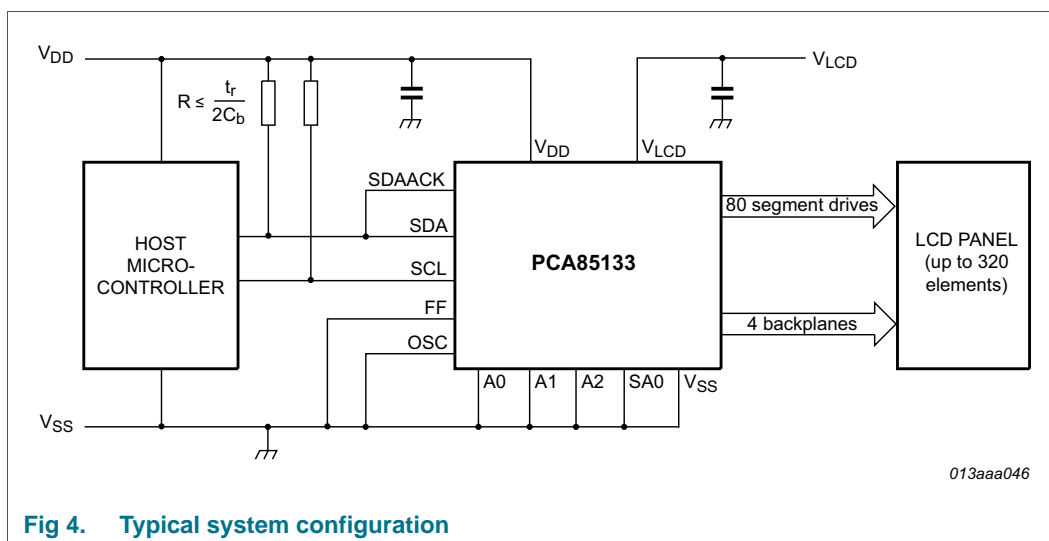 VDD
VLCD
R ≤ tr
2Cb
VDD
VLCD
SDAACK
80 segment drives
SDA
HOST
MICRO-
CONTROLLER
PCA85133
LCD PANEL
(up to 320
elements)
SCL
FF
4 backplanes
OSC
A0 A1 A2 SA0 VSS
VSS
013aaa046
Fig 4. Typical system configuration